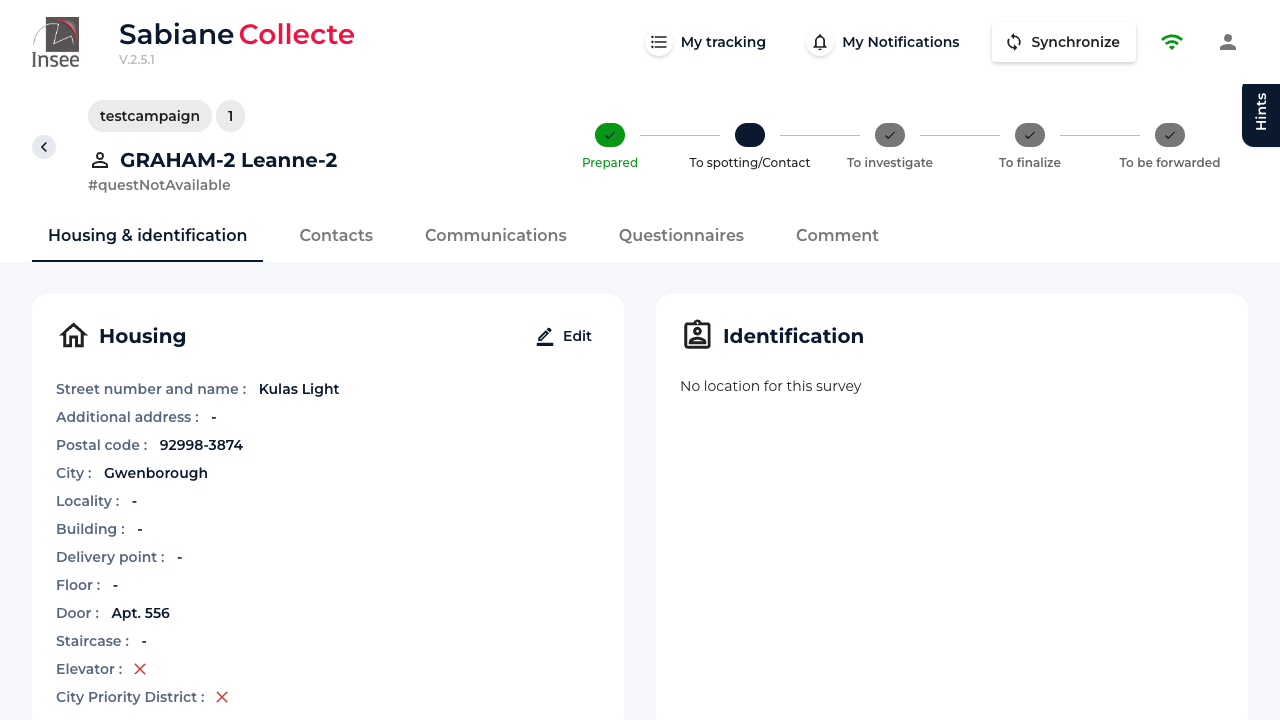 Insee
Sabiane Collecte
V.2.5.1
My tracking
My Notifications
Synchronize
Hints
testcampaign 1
GRAHAM-2 Leanne-2
#questNotAvailable
Prepared
To spotting/Contact
To investigate
To finalize
To be forwarded
Housing & identification
Contacts
Communications
Questionnaires
Comment
Housing
Edit
Street number and name : Kulas Light
Additional address : -
Postal code : 92998-3874
City : Gwenborough
Locality : -
Building : -
Delivery point : -
Floor : -
Door : Apt. 556
Staircase : -
Elevator :
City Priority District :
Identification
No location for this survey